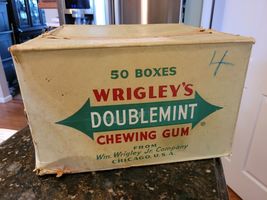 50 BOXES
4
WRIGLEY'S
DOUBLEMINT
CHEWING GUM
FROM
Wm. Wrigley Jr. Company
CHICAGO, U.S.A.